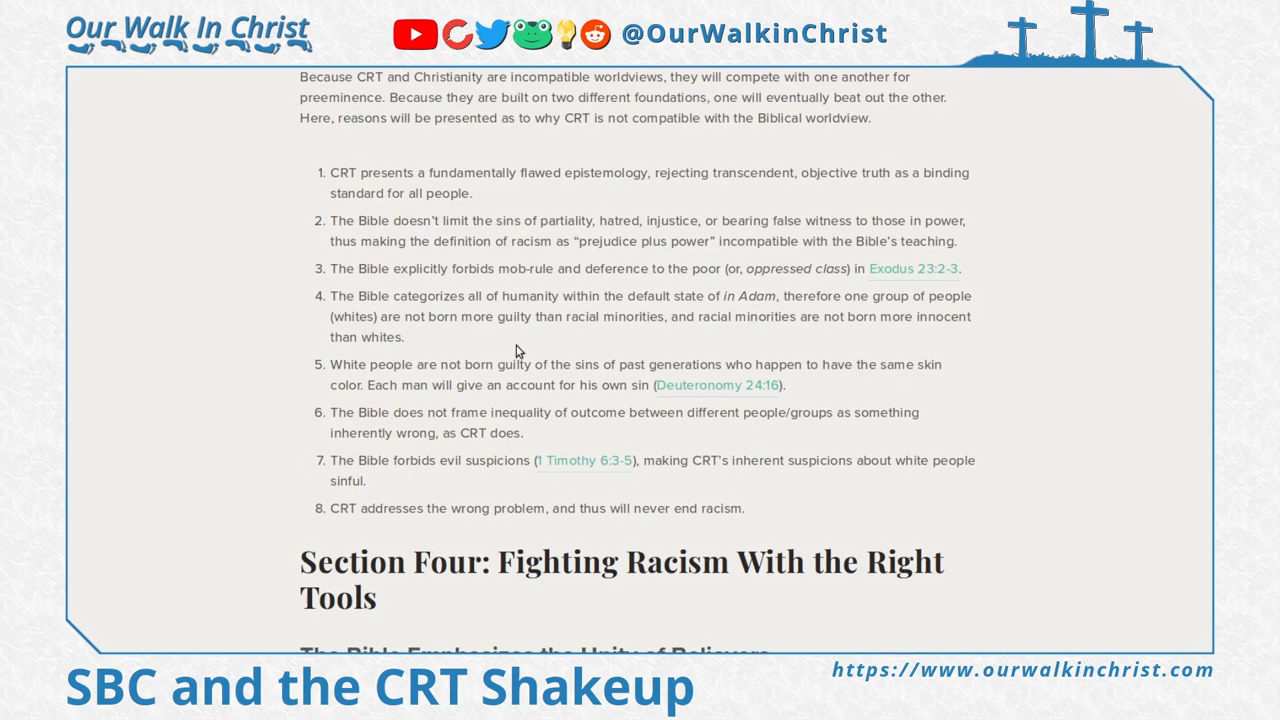 Our Walk In Christ
@OurWalkinChrist
Because CRT and Christianity are incompatible worldviews, they will compete with one another for
preeminence. Because they are built on two different foundations, one will eventually beat out the other.
Here, reasons will be presented as to why CRT is not compatible with the Biblical worldview.
1. CRT presents a fundamentally flawed epistemology, rejecting transcendent, objective truth as a binding
standard for all people.
2. The Bible doesn’t limit the sins of partiality, hatred, injustice, or bearing false witness to those in power,
thus making the definition of racism as “prejudice plus power” incompatible with the Bible’s teaching.
3. The Bible explicitly forbids mob-rule and deference to the poor (or, oppressed class) in Exodus 23:2-3.
4. The Bible categorizes all of humanity within the default state of in Adam, therefore one group of people
(whites) are not born more guilty than racial minorities, and racial minorities are not born more innocent
than whites.
5. White people are not born guilty of the sins of past generations who happen to have the same skin
color. Each man will give an account for his own sin (Deuteronomy 24:16).
6. The Bible does not frame inequality of outcome between different people/groups as something
inherently wrong, as CRT does.
7. The Bible forbids evil suspicions (1 Timothy 6:3-5), making CRT’s inherent suspicions about white people
sinful.
8. CRT addresses the wrong problem, and thus will never end racism.
Section Four: Fighting Racism With the Right
Tools
The Bible Emphasizes the Unity of Believers
SBC and the CRT Shakeup
https://www.ourwalkinchrist.com